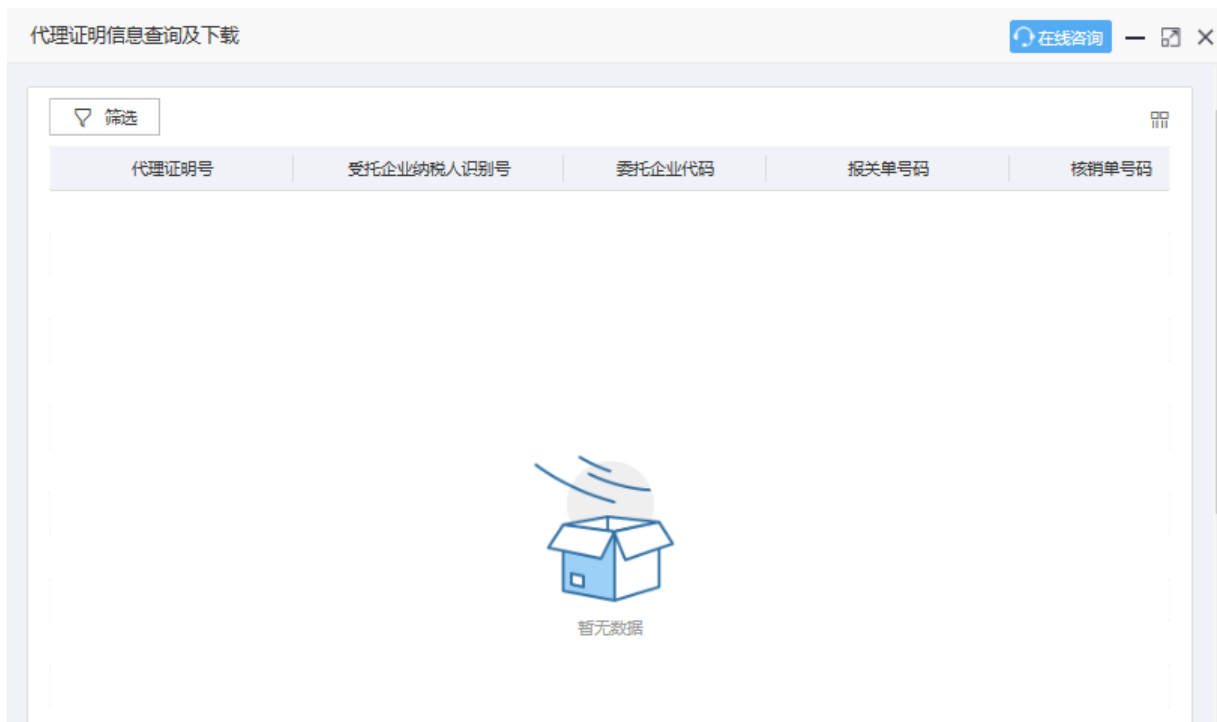 代理证明信息查询及下载
在线咨询
筛选
代理证明号 受托企业纳税人识别号 委托企业代码 报关单号码 核销单号码
暂无数据